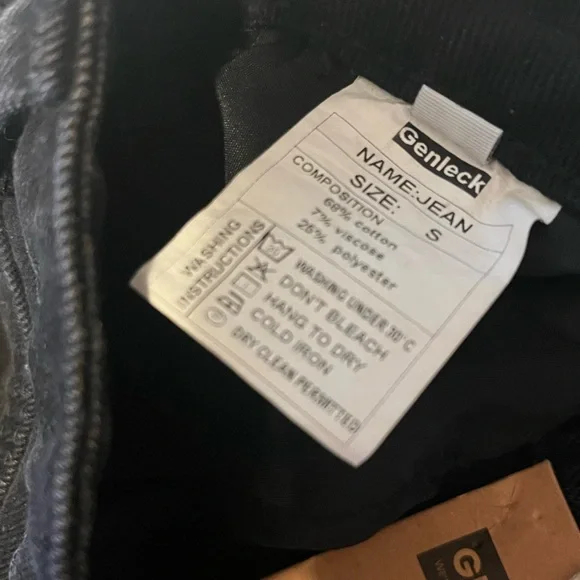 Genleck
NAME:JEAN
SIZE: S
COMPOSITION
68% cotton
7% viscose
25% polyester
WASHING
INSTRUCTIONS
WASHING UNDER 30°C
DON'T BLEACH
HANG TO DRY
COLD IRON
DRY CLEAN PERMITTED!
G